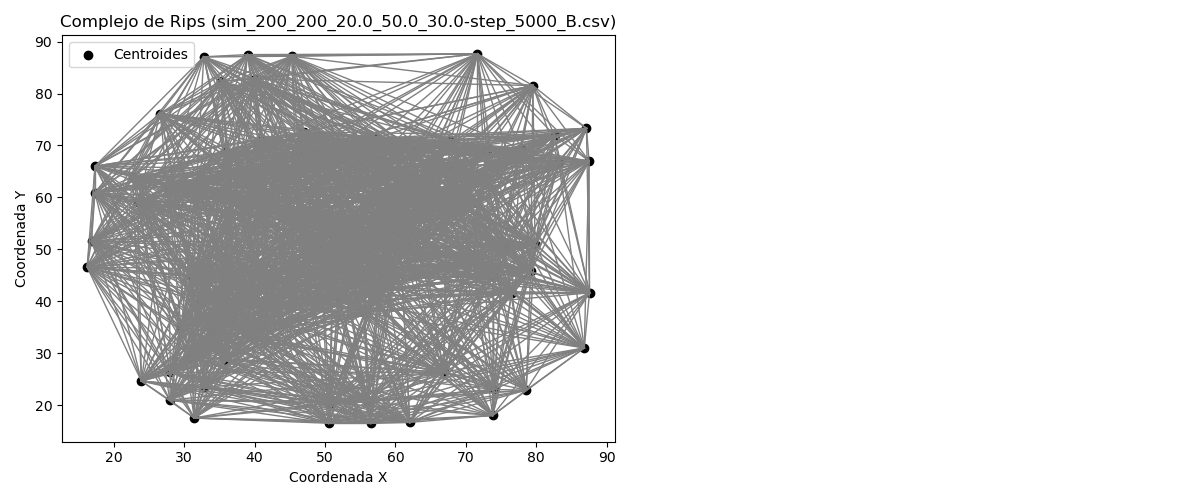 Complejo de Rips (sim_200_200_20.0_50.0_30.0-step_5000_B.csv)
Centroides
90
80
70
60
50
40
30
20
Coordenada Y
20 30 40 50 60 70 80 90
Coordenada X